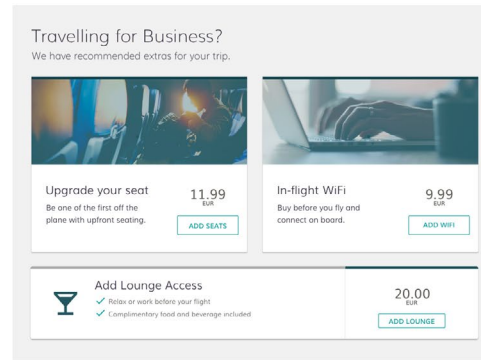 Travelling for Business?
We have recommended extras for your trip.
Upgrade your seat
Be one of the first off the
plane with upfront seating.
11.99
EUR
ADD SEATS
In-flight WiFi
Buy before you fly and
connect on board.
9.99
EUR
ADD WIFI
Add Lounge Access
Relax or work before your flight
Complimentary food and beverage included
20.00
EUR
ADD LOUNGE